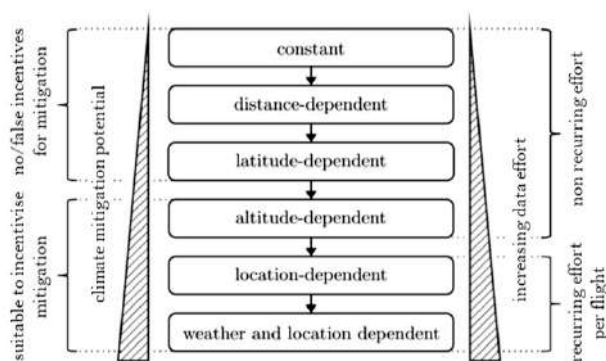 no/false incentives
for mitigation
suitable to incentivise
mitigation
climate mitigation potential
constant
distance-dependent
latitude-dependent
altitude-dependent
location-dependent
weather and location dependent
increasing data effort
non recurring effort
recurring effort
per flight